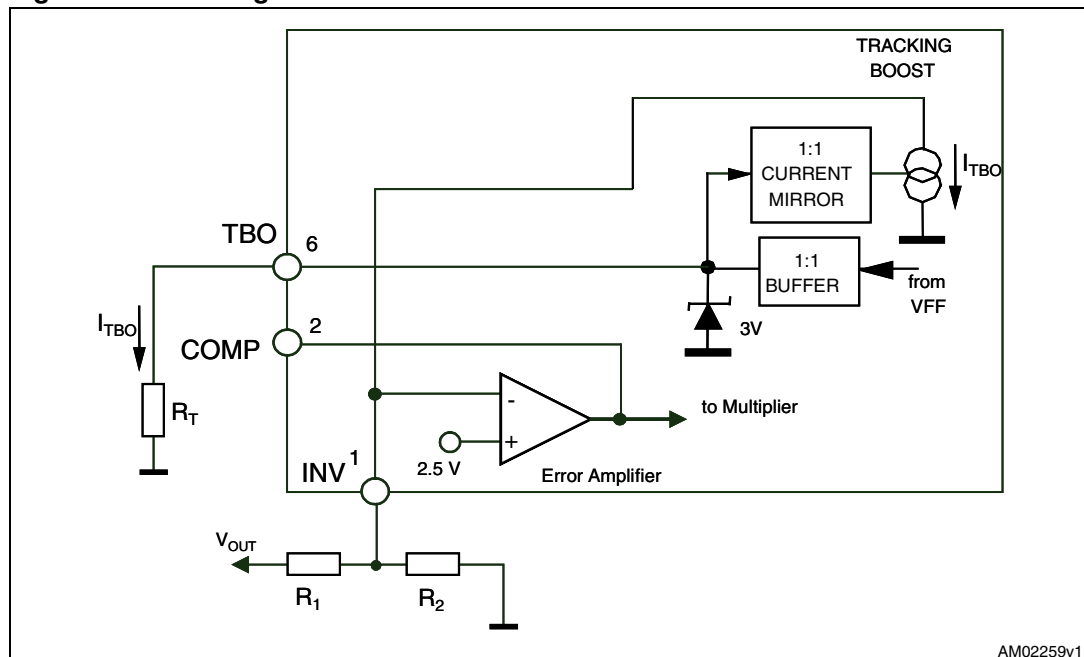 TRACKING
BOOST
1:1
CURRENT
MIRROR
I_TBO
TBO
6
1:1
BUFFER
from
VFF
3V
I_TBO
COMP
2
R_T
-
+
to Multiplier
2.5 V
Error Amplifier
INV
1
V_OUT
R_1
R_2
AM02259v1